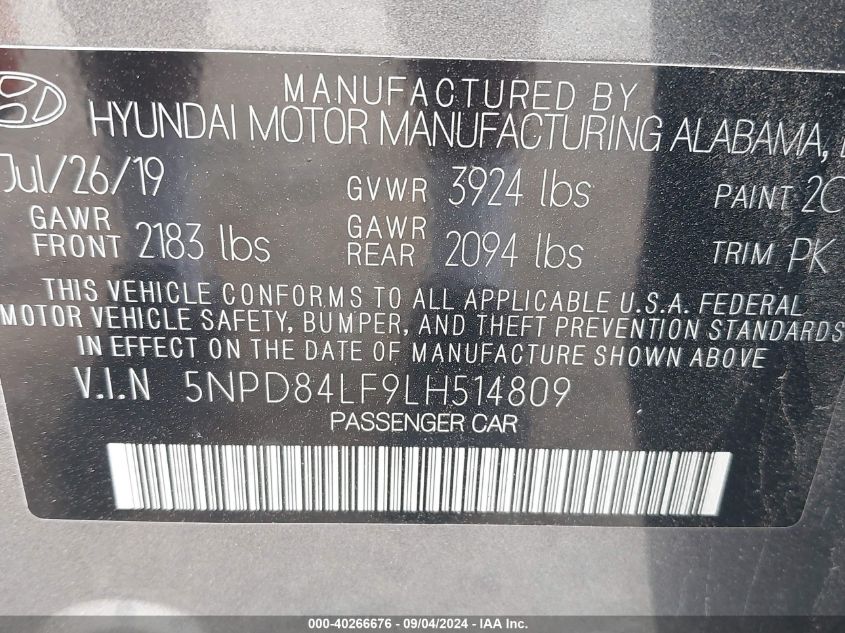 MANUFACTURED BY
HYUNDAI MOTOR MANUFACTURING ALABAMA,
Jul/26/19 GVWR 3924 lbs PAINT 2C
GAWR FRONT 2183 lbs GAWR REAR 2094 lbs TRIM PK
THIS VEHICLE CONFORMS TO ALL APPLICABLE U.S.A. FEDERAL
MOTOR VEHICLE SAFETY, BUMPER, AND THEFT PREVENTION STANDARDS
IN EFFECT ON THE DATE OF MANUFACTURE SHOWN ABOVE
V.I.N 5NPD84LF9LH514809
PASSENGER CAR
000-40266676 - 09/04/2024 - IAA Inc.